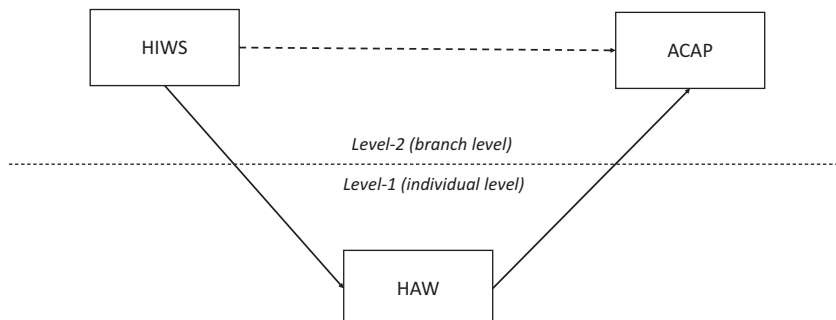 HIWS
ACAP
Level-2 (branch level)
Level-1 (individual level)
HAW